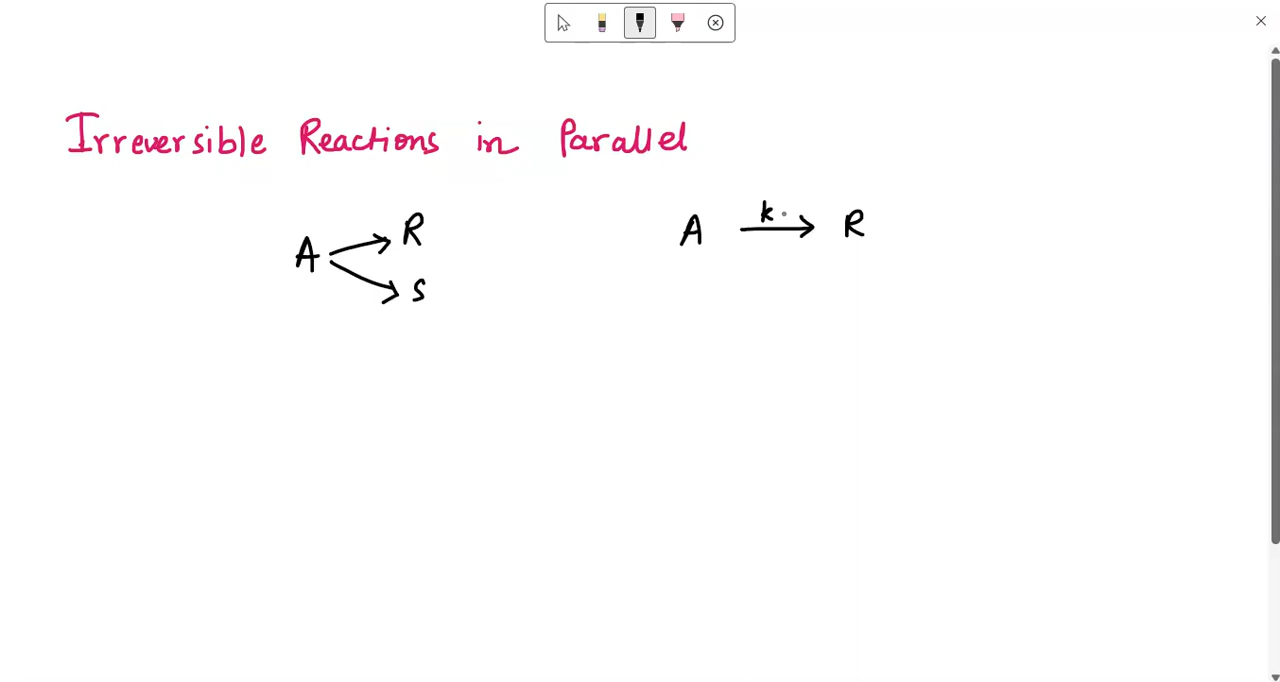 Irreversible Reactions in Parallel
A → R
→ S
A → R
k